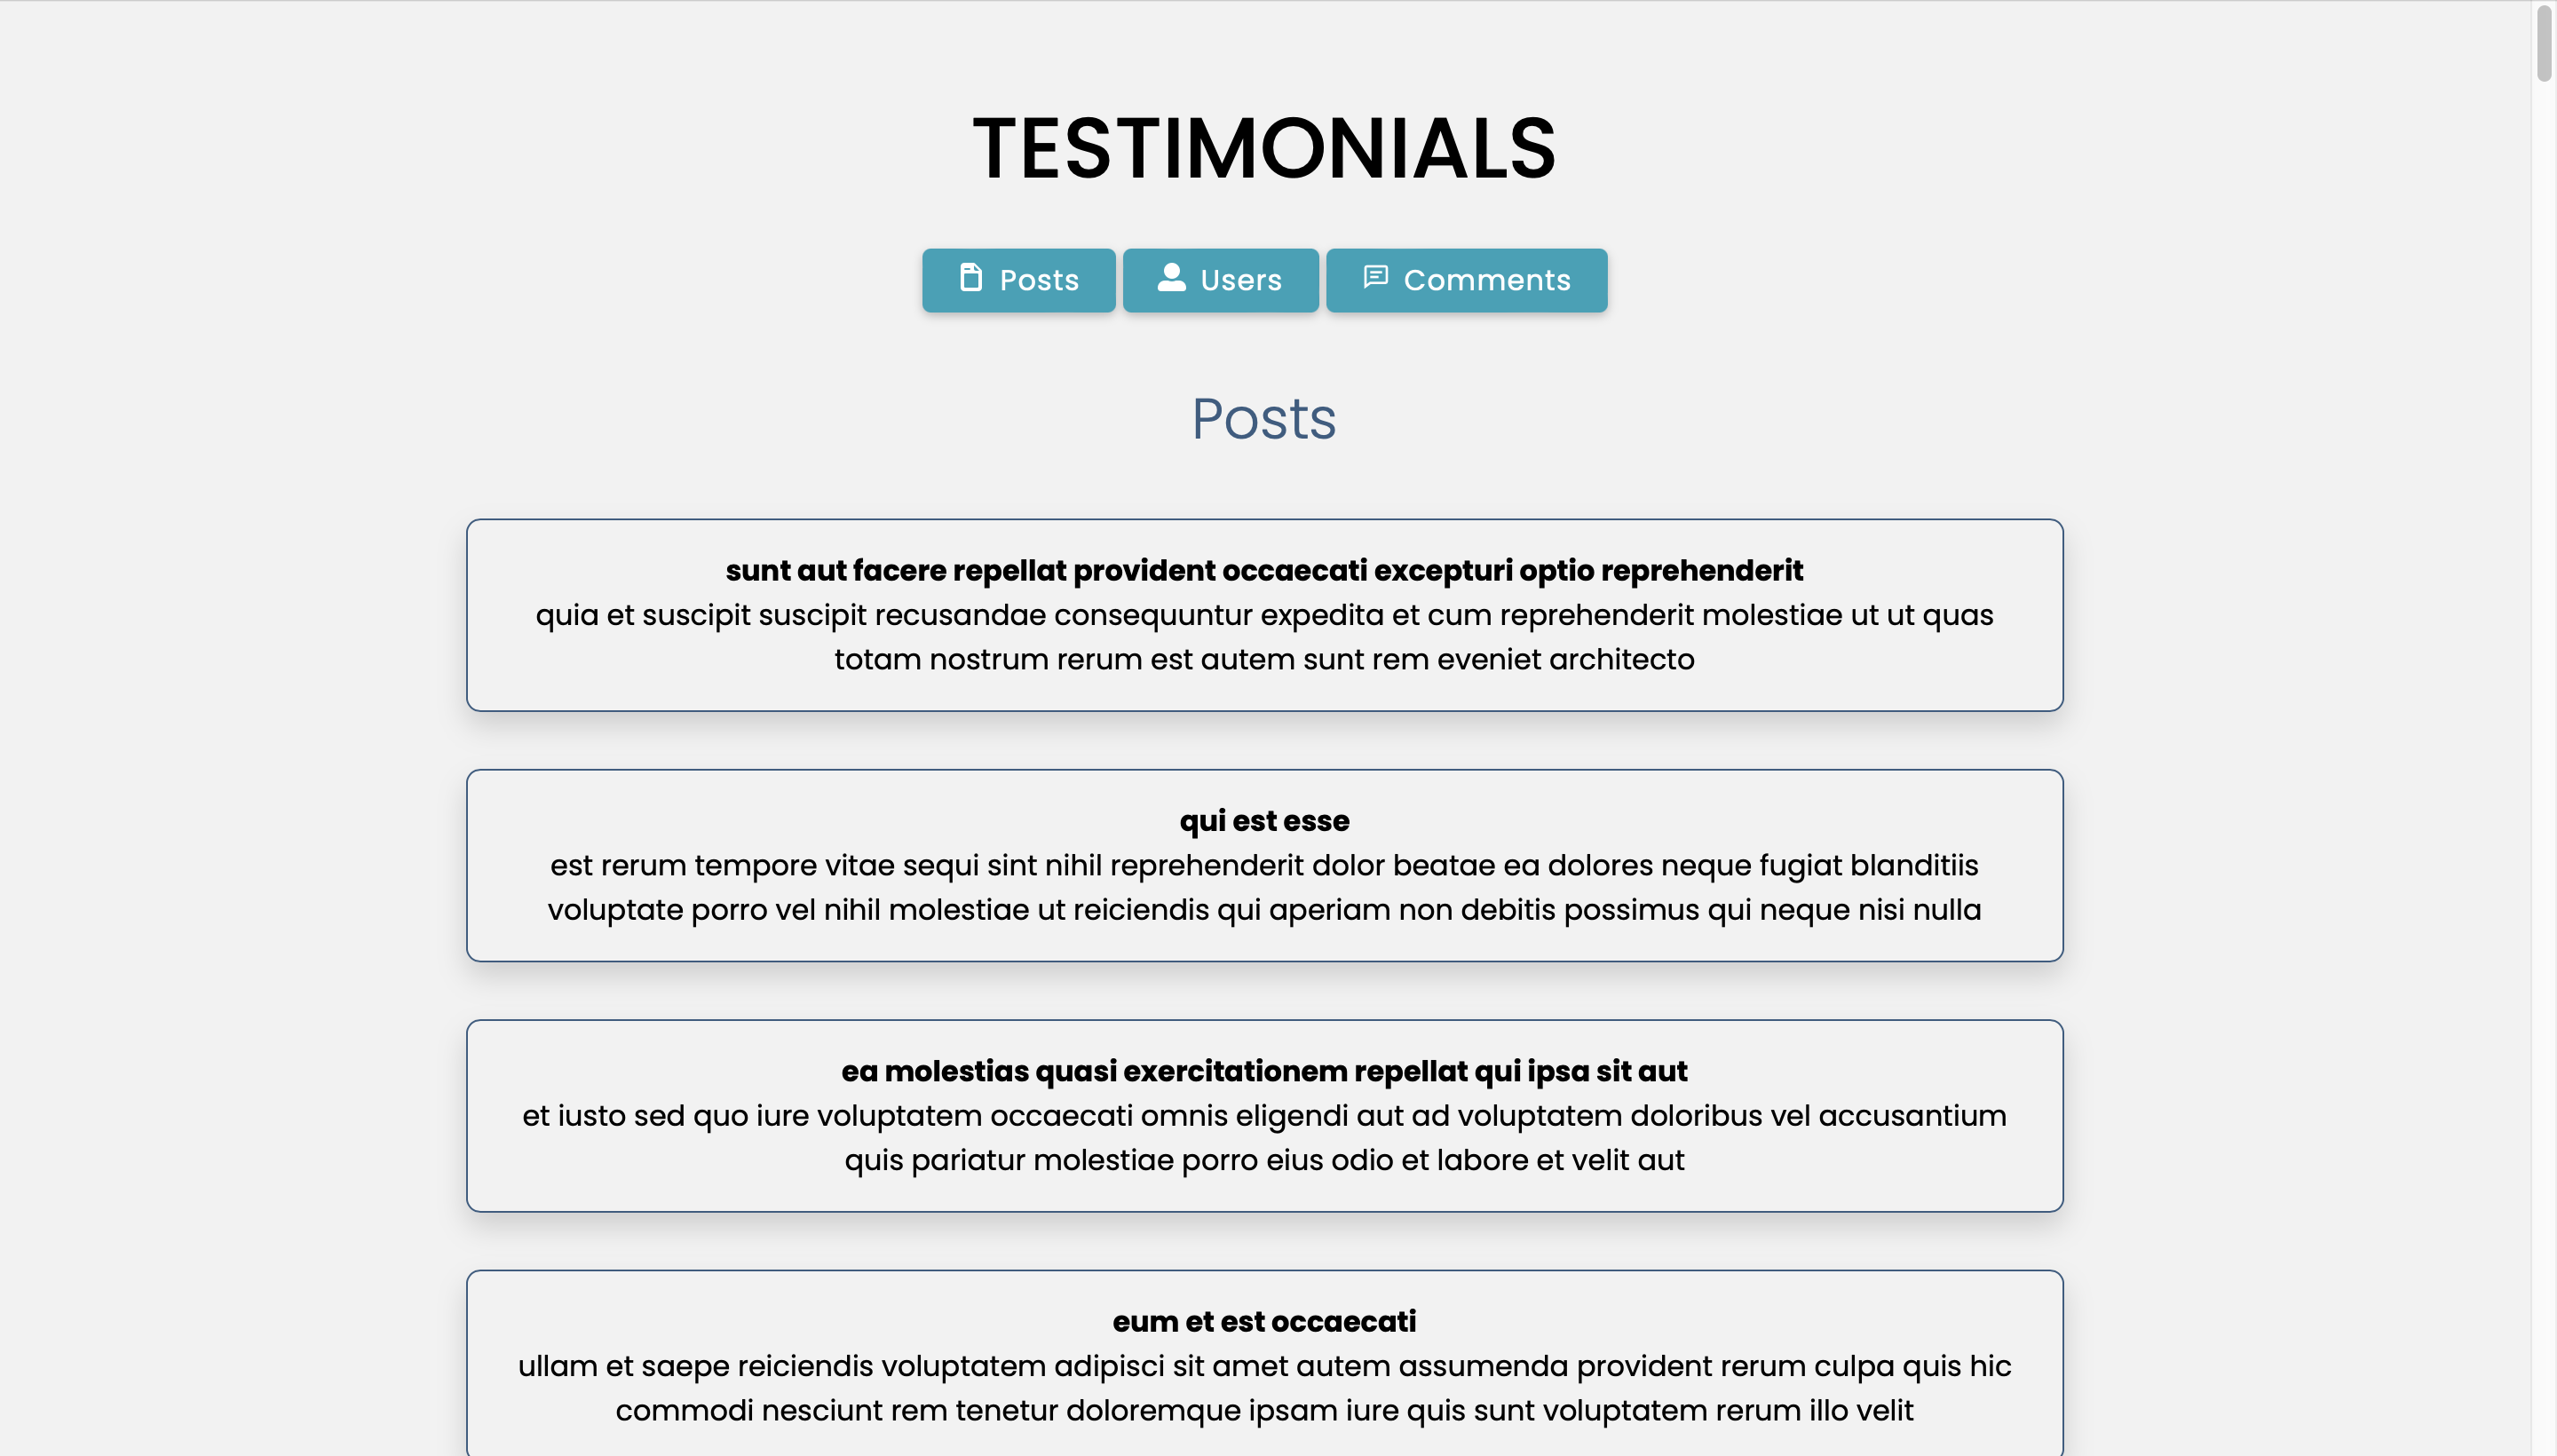 TESTIMONIALS
Posts Users Comments
Posts
sunt aut facere repellat provident occaecati excepturi optio reprehenderit
quia et suscipit suscipit recusandae consequuntur expedita et cum reprehenderit molestiae ut ut quas
totam nostrum rerum est autem sunt rem eveniet architecto
qui est esse
est rerum tempore vitae sequi sint nihil reprehenderit dolor beatae ea dolores neque fugiat blanditiis
voluptate porro vel nihil molestiae ut reiciendis qui aperiam non debitis possimus qui neque nisi nulla
ea molestias quasi exercitationem repellat qui ipsa sit aut
et iusto sed quo iure voluptatem occaecati omnis eligendi aut ad voluptatem doloribus vel accusantium
quis pariatur molestiae porro eius odio et labore et velit aut
eum et est occaecati
ullam et saepe reiciendis voluptatem adipisci sit amet autem assumenda provident rerum culpa quis hic
commodi nesciunt rem tenetur doloremque ipsam iure quis sunt voluptatem rerum illo velit